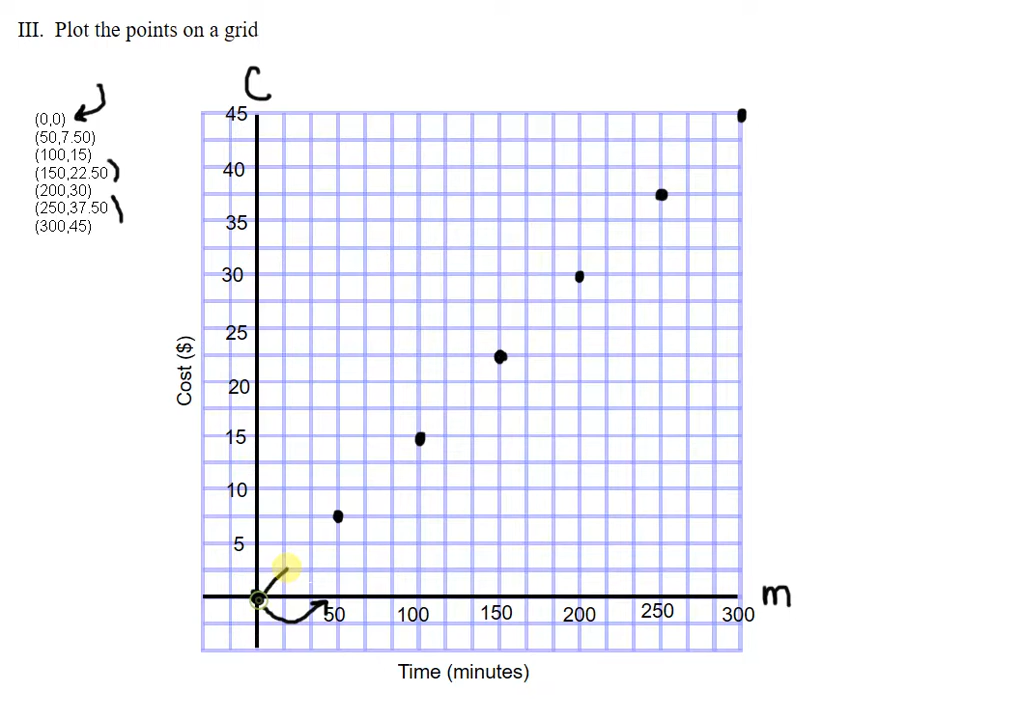 III. Plot the points on a grid
C
(0,0)
(50,7.50)
(100,15)
(150,22.50)
(200,30)
(250,37.50)
(300,45)
45
40
35
30
25
20
15
10
5
Cost ($)
50 100 150 200 250 300
m
Time (minutes)